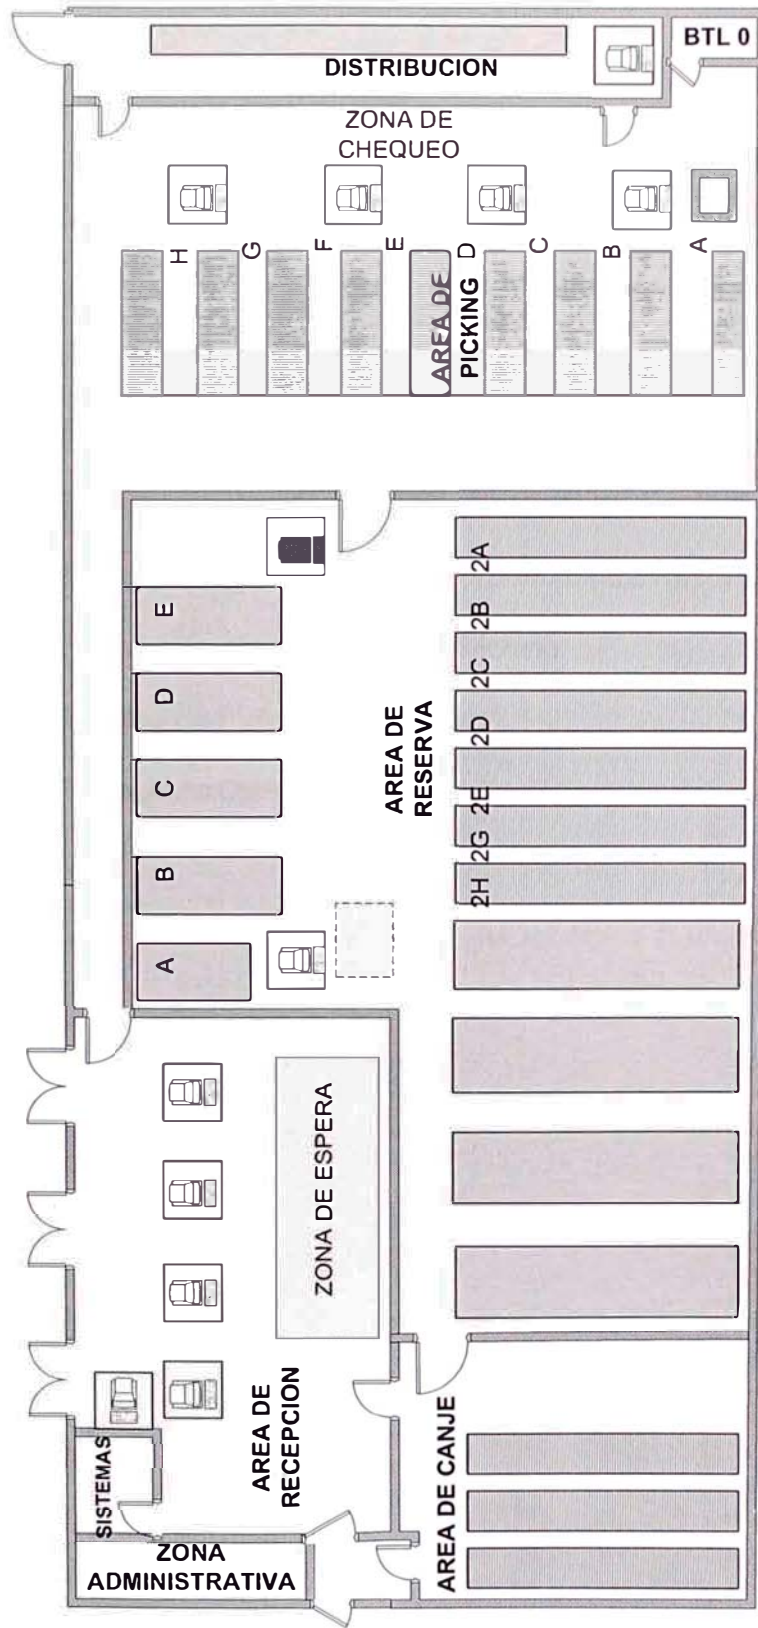 BTL 0
DISTRIBUCION
ZONA DE
CHEQUEO
H
G
F
E
D
C
B
A
AREA DE
PICKING
E
D
C
B
A
AREA DE
RESERVA
2A
2B
2C
2D
2E
2G
2H
ZONA DE ESPERA
AREA DE
RECEPCION
SISTEMAS
ZONA
ADMINISTRATIVA
AREA DE CANJE